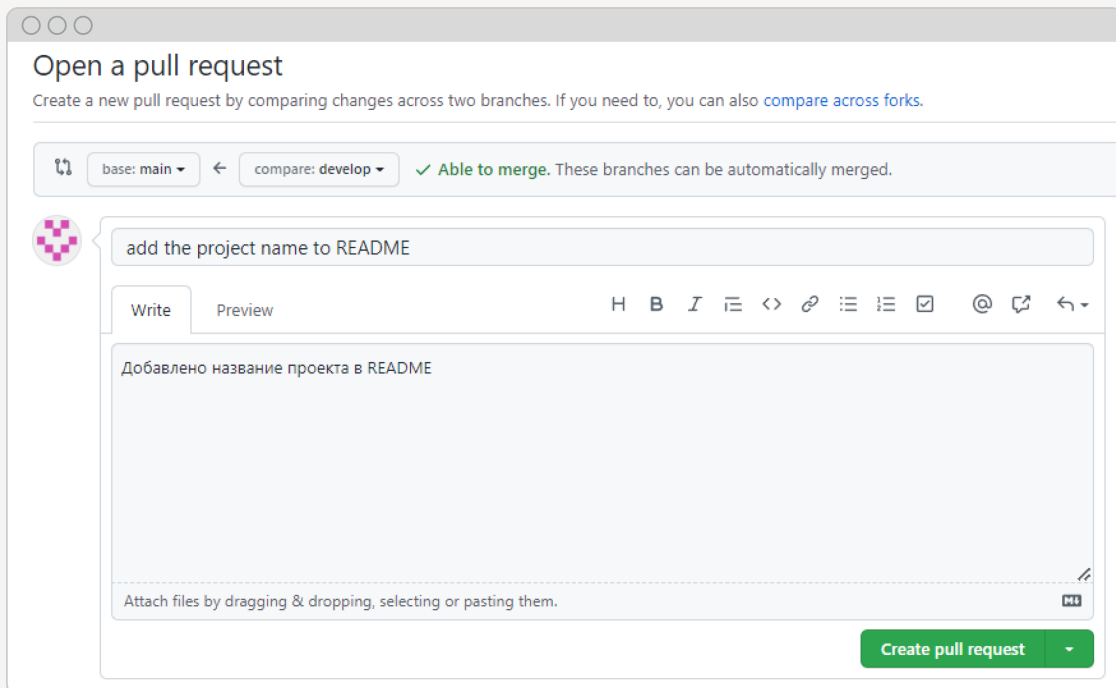 Open a pull request
Create a new pull request by comparing changes across two branches. If you need to, you can also compare across forks.
base: main compare: develop Able to merge. These branches can be automatically merged.
add the project name to README
Write Preview
Добавлено название проекта в README
Attach files by dragging & dropping, selecting or pasting them.
Create pull request